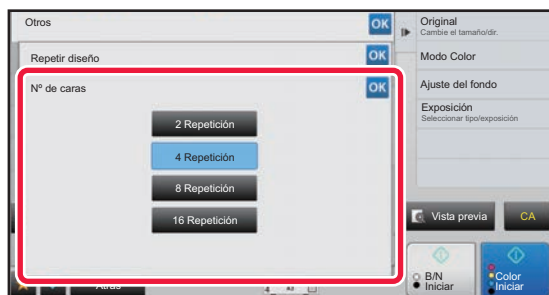 Otros
OK
Repetir diseño
OK
Nº de caras
OK
2 Repetición
4 Repetición
8 Repetición
16 Repetición
Atrás
Original
Cambie el tamaño/dir.
Modo Color
Ajuste del fondo
Exposición
Seleccionar tipo/exposición
Vista previa
CA
B/N
Iniciar
Color
Iniciar